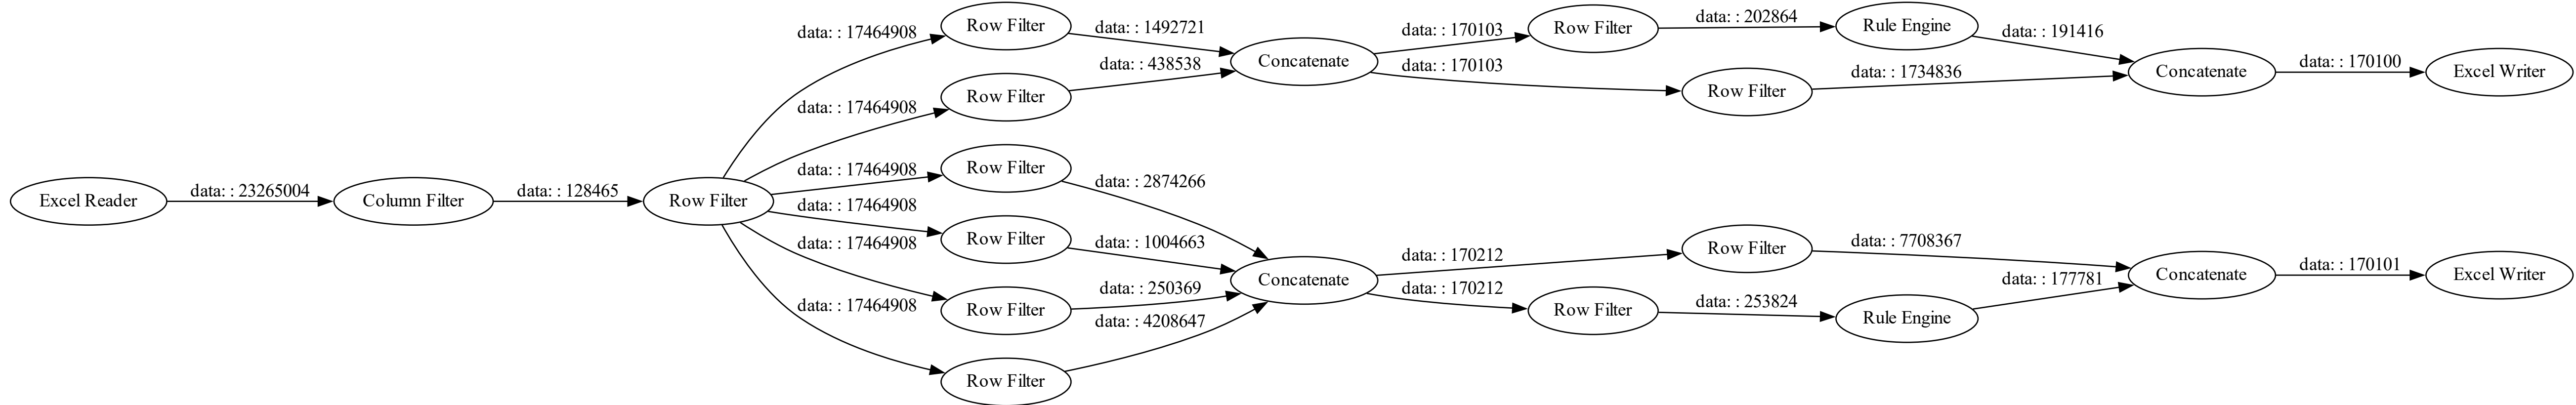 Excel Reader
data: : 23265004
Column Filter
data: : 128465
Row Filter
data: : 17464908
Row Filter
data: : 1492721
data: : 17464908
Row Filter
data: : 438538
Concatenate
data: : 170103
Row Filter
data: : 202864
Rule Engine
data: : 191416
data: : 170103
Row Filter
data: : 1734836
Concatenate
data: : 170100
Excel Writer
data: : 17464908
Row Filter
data: : 2874266
data: : 17464908
Row Filter
data: : 1004663
data: : 17464908
Row Filter
data: : 250369
data: : 17464908
Row Filter
data: : 4208647
Concatenate
data: : 170212
Row Filter
data: : 7708367
data: : 170212
Row Filter
data: : 253824
Rule Engine
data: : 177781
Concatenate
data: : 170101
Excel Writer